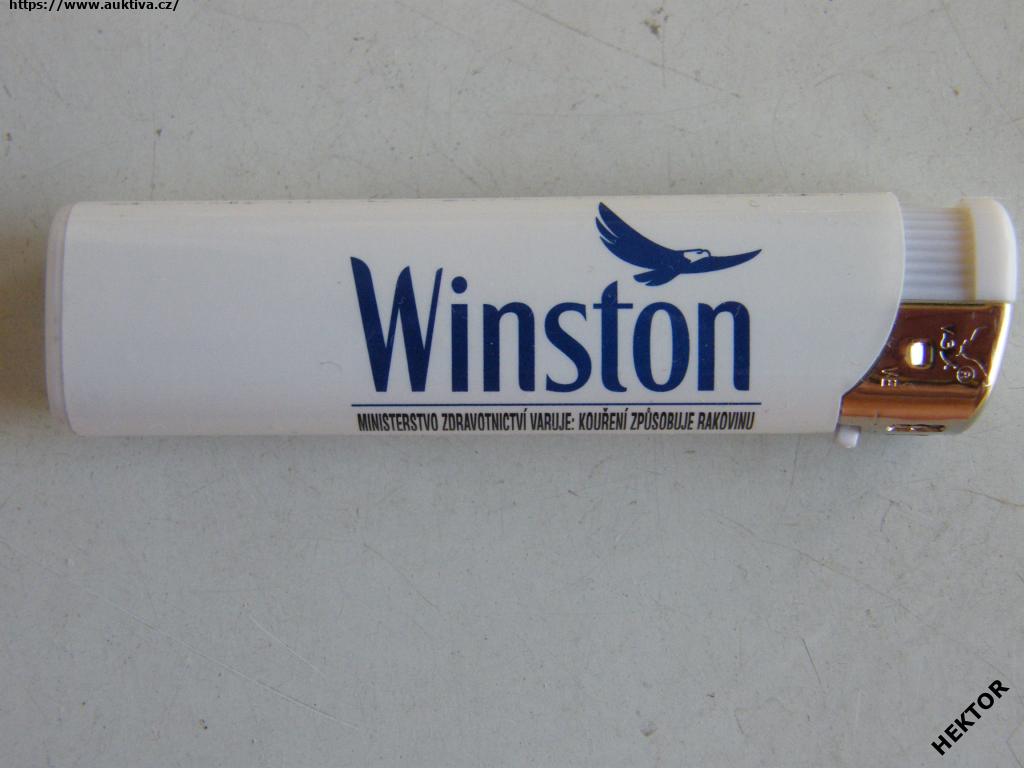 https://www.auktiva.cz/
Winston
MINISTERSTVO ZDRAVOTNICTVÍ VARUJE: KOUŘENÍ ZPŮSOBUJE RAKOVINU
HEKTOR